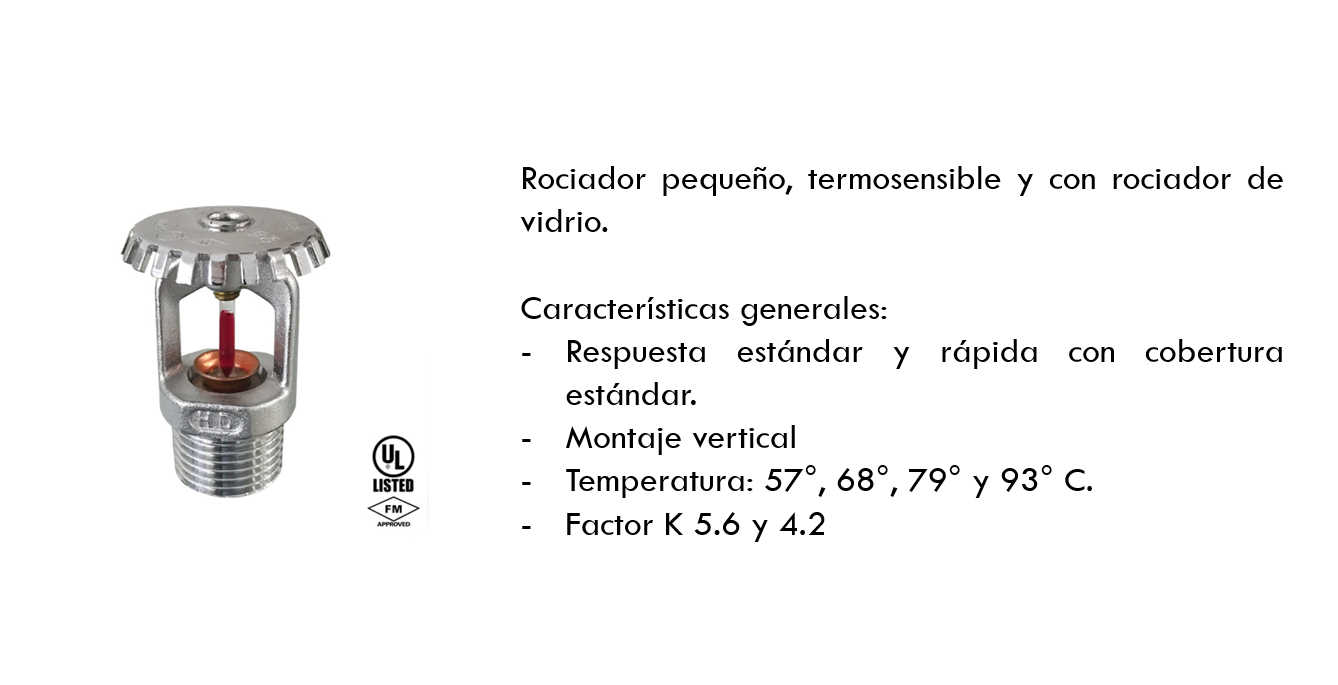 Rociador pequeño, termosensible y con rociador de
vidrio.
Características generales:
- Respuesta estándar y rápida con cobertura
estándar.
- Montaje vertical
- Temperatura: 57°, 68°, 79° y 93° C.
- Factor K 5.6 y 4.2
HD
UL
LISTED
FM
APPROVED